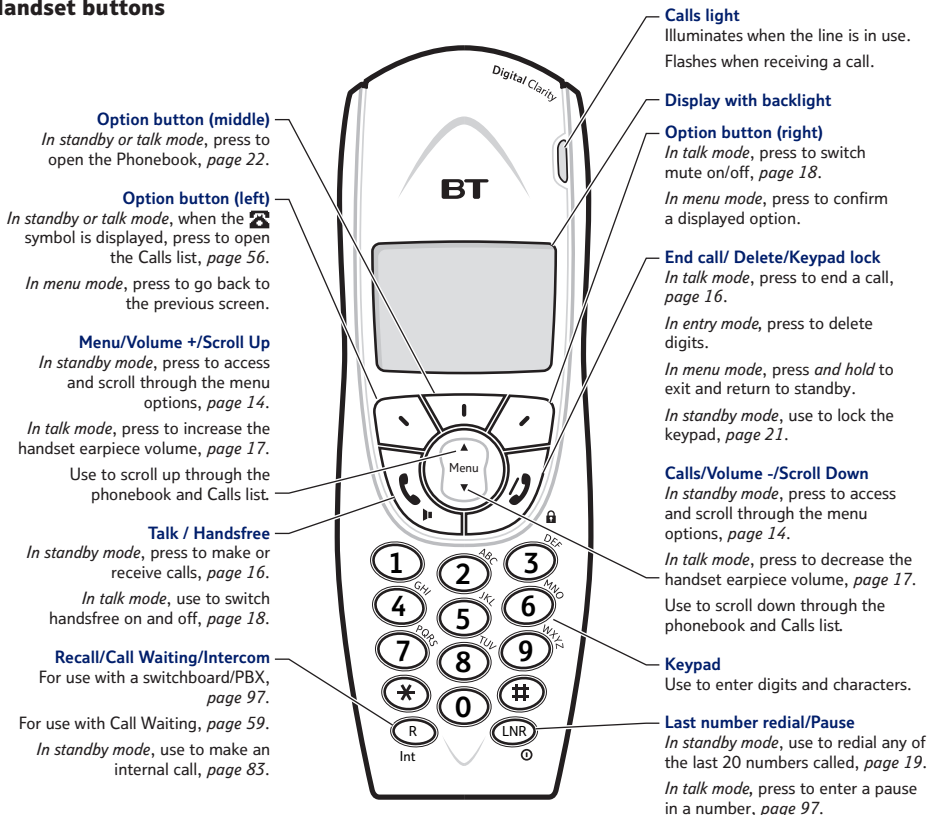 Handset buttons
Option button (middle)
In standby or talk mode, press to
open the Phonebook, page 22.
Option button (left)
In standby or talk mode, when the
symbol is displayed, press to open
the Calls list, page 56.
In menu mode, press to go back to
the previous screen.
Menu/Volume +/Scroll Up
In standby mode, press to access
and scroll through the menu
options, page 14.
In talk mode, press to increase the
handset earpiece volume, page 17.
Use to scroll up through the
phonebook and Calls list.
Talk / Handsfree
In standby mode, press to make or
receive calls, page 16.
In talk mode, use to switch
handsfree on and off, page 18.
Recall/Call Waiting/Intercom
For use with a switchboard/PBX,
page 97.
For use with Call Waiting, page 59.
In standby mode, use to make an
internal call, page 83.
Digital Clarity
BT
Menu
1
2 ABC
3 DEF
4 GHI
5 JKL
6 MNO
7 PQRS
8 TUV
9 WXYZ
*
0
#
R
LNR
Int
Calls light
Illuminates when the line is in use.
Flashes when receiving a call.
Display with backlight
Option button (right)
In talk mode, press to switch
mute on/off, page 18.
In menu mode, press to confirm
a displayed option.
End call/ Delete/Keypad lock
In talk mode, press to end a call,
page 16.
In entry mode, press to delete
digits.
In menu mode, press and hold to
exit and return to standby.
In standby mode, use to lock the
keypad, page 21.
Calls/Volume -/Scroll Down
In standby mode, press to access
and scroll through the menu
options, page 14.
In talk mode, press to decrease the
handset earpiece volume, page 17.
Use to scroll down through the
phonebook and Calls list.
Keypad
Use to enter digits and characters.
Last number redial/Pause
In standby mode, use to redial any of
the last 20 numbers called, page 19.
In talk mode, press to enter a pause
in a number, page 97.